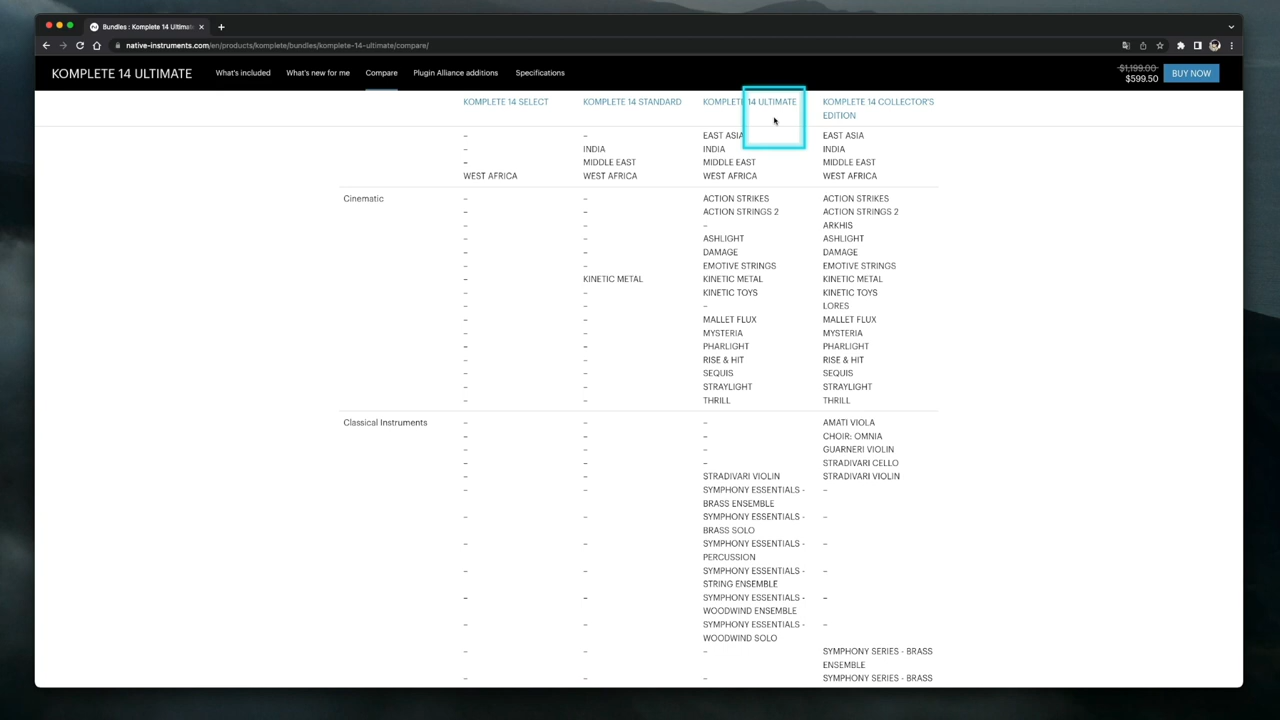 Bundles : Komplete 14 Ultimat
native-instruments.com/en/products/komplete/bundles/komplete-14-ultimate/compare/
KOMPLETE 14 ULTIMATE What's included What's new for me Compare Plugin Alliance additions Specifications $1,199.00
$599.50 BUY NOW
KOMPLETE 14 SELECT KOMPLETE 14 STANDARD KOMPLETE 14 ULTIMATE KOMPLETE 14 COLLECTOR'S
EDITION
– – EAST ASIA EAST ASIA
– INDIA INDIA INDIA
– MIDDLE EAST MIDDLE EAST MIDDLE EAST
WEST AFRICA WEST AFRICA WEST AFRICA WEST AFRICA
Cinematic – – ACTION STRIKES ACTION STRIKES
– – ACTION STRINGS 2 ACTION STRINGS 2
– – – ARKHIS
– – ASHLIGHT ASHLIGHT
– – DAMAGE DAMAGE
– – EMOTIVE STRINGS EMOTIVE STRINGS
– KINETIC METAL KINETIC METAL KINETIC METAL
– – KINETIC TOYS KINETIC TOYS
– – – LORES
– – MALLET FLUX MALLET FLUX
– – MYSTERIA MYSTERIA
– – PHARLIGHT PHARLIGHT
– – RISE & HIT RISE & HIT
– – SEQUIS SEQUIS
– – STRAYLIGHT STRAYLIGHT
– – THRILL THRILL
Classical Instruments – – – AMATI VIOLA
– – – CHOIR: OMNIA
– – – GUARNERI VIOLIN
– – – STRADIVARI CELLO
– – STRADIVARI VIOLIN STRADIVARI VIOLIN
– – SYMPHONY ESSENTIALS - –
BRASS ENSEMBLE
– – SYMPHONY ESSENTIALS - –
BRASS SOLO
– – SYMPHONY ESSENTIALS - –
PERCUSSION
– – SYMPHONY ESSENTIALS - –
STRING ENSEMBLE
– – SYMPHONY ESSENTIALS - –
WOODWIND ENSEMBLE
– – SYMPHONY ESSENTIALS - –
WOODWIND SOLO
– – – SYMPHONY SERIES - BRASS
ENSEMBLE
– – – SYMPHONY SERIES - BRASS